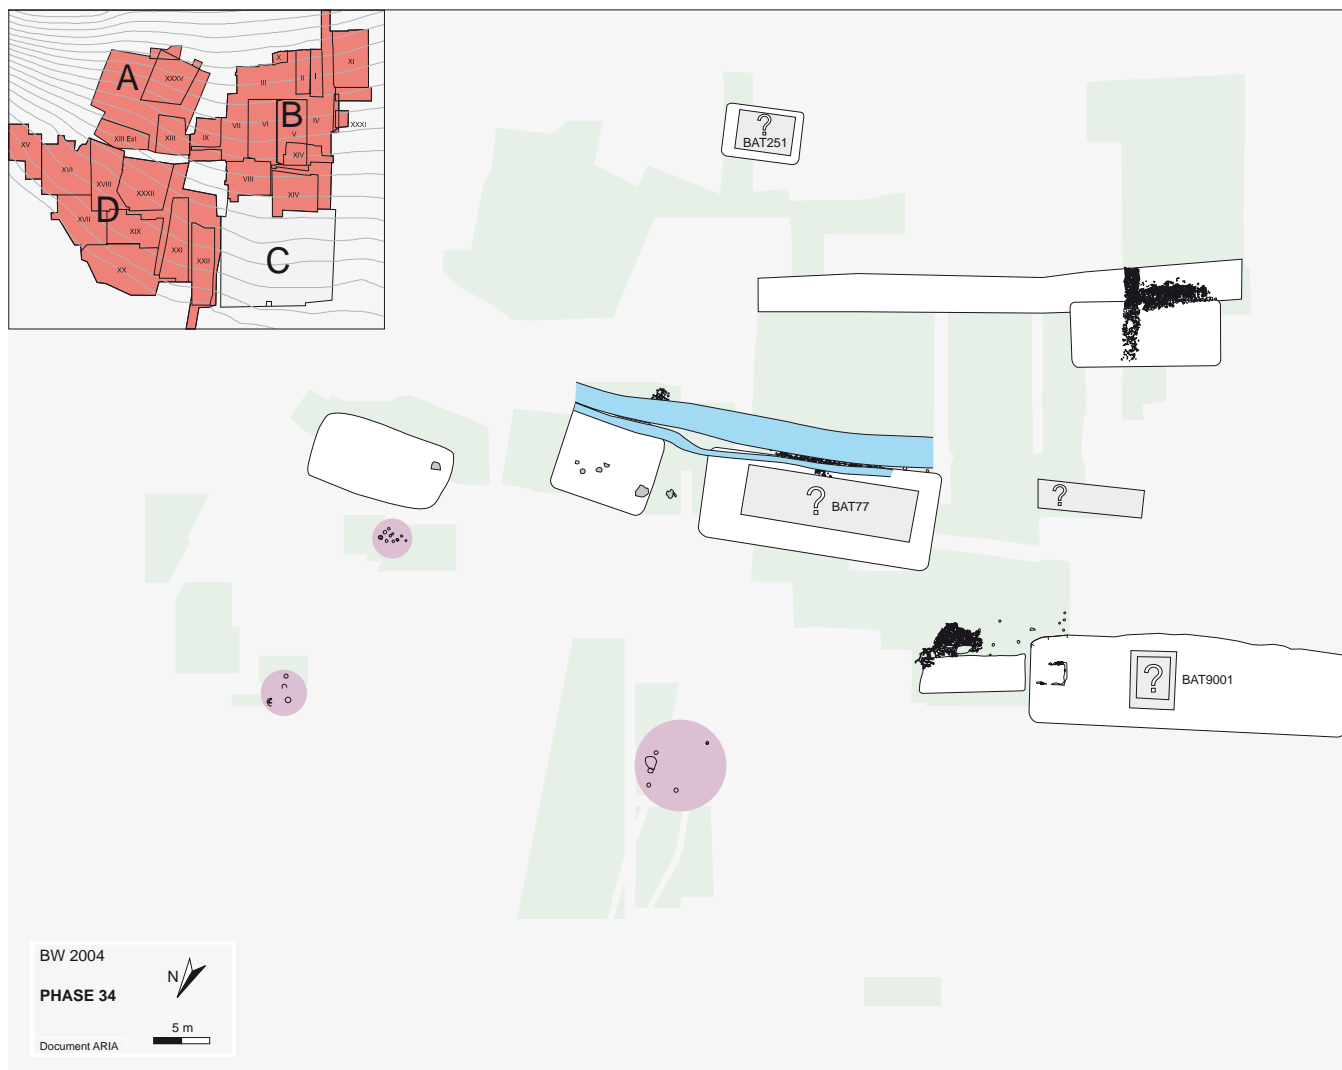 A
XXXV
X
III
II
I
XI
B
VII
VI
V
IV
XXXI
XIII Est
XIII
IX
XIV
XV
XVI
XVIII
XXXII
VIII
XIV
D
XVII
XIX
XXI
XXII
XX
C
?
BAT251
?
BAT77
?
?
BAT9001
BW 2004
N
PHASE 34
5 m
Document ARIA